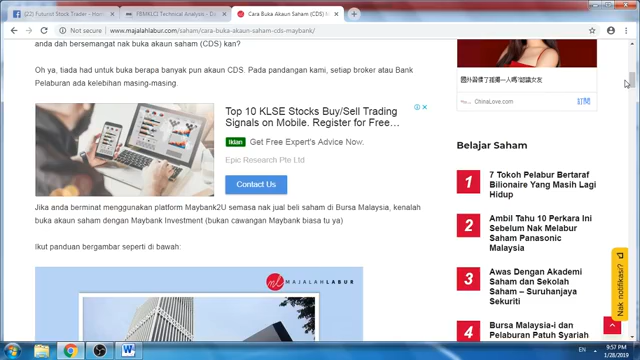 [22] Futurist Stock Trader - Hom
FBMKLCI Technical Analysis - Do
Cara Buka Akaun Saham (CDS) M
Not secure
www.majalahlabur.com/saham/cara-buka-akaun-saham-cds-maybank/
anda dah bersemangat nak buka akaun saham (CDS) kan?
Oh ya, tiada had untuk buka berapa banyak pun akaun CDS. Pada pandangan kami, setiap broker atau Bank
Pelaburan ada kelebihan masing-masing.
Top 10 KLSE Stocks Buy/Sell Trading
Signals on Mobile. Register for Free…
Iklan Get Free Expert's Advice Now.
Epic Research Pte Ltd
Contact Us
Jika anda berminat menggunakan platform Maybank2U semasa nak jual beli saham di Bursa Malaysia, kenalah
buka akaun saham dengan Maybank Investment (bukan cawangan Maybank biasa tu ya)
Ikut panduan bergambar seperti di bawah:
ml MAJALAHLABUR
ChinaLove.com
Belajar Saham
1 7 Tokoh Pelabur Bertaraf
Bilionaire Yang Masih Lagi
Hidup
2 Ambil Tahu 10 Perkara Ini
Sebelum Nak Melabur
Saham Panasonic
Malaysia
3 Awas Dengan Akademi
Saham dan Sekolah
Saham – Suruhanjaya
Sekuriti
4 Bursa Malaysia-i dan
Pelaburan Patuh Syariah
Nak notifikasi?
EN
9:57 PM